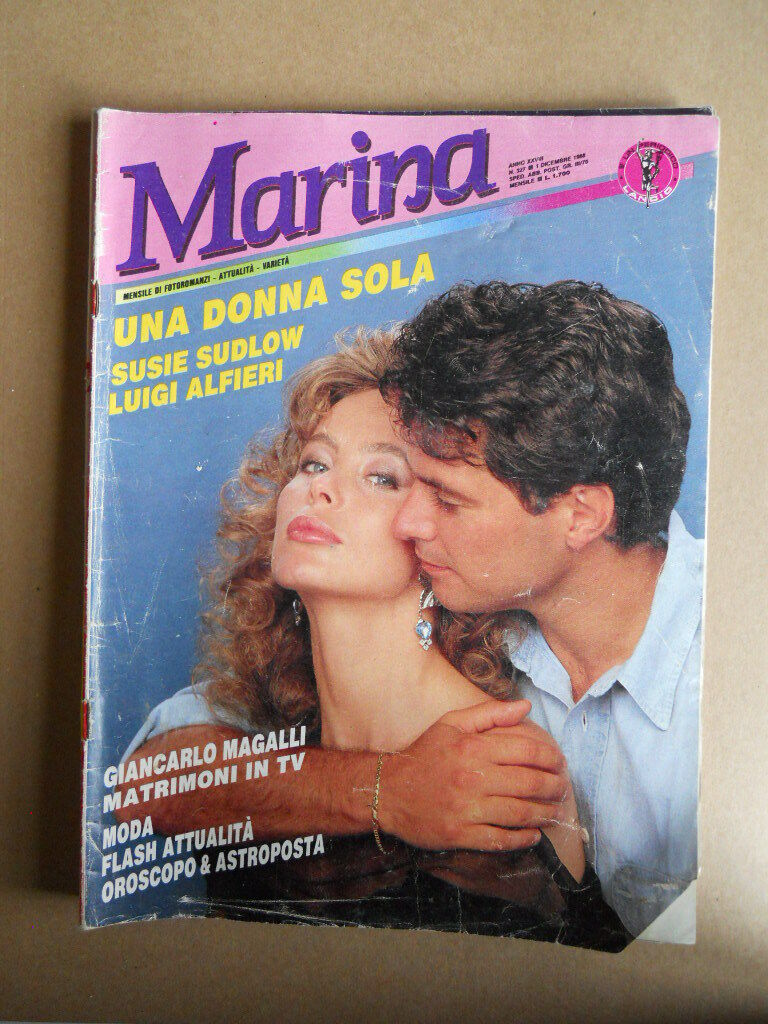 Marina
ANNO XXVIII
N. 327 ■ 1 DICEMBRE 1988
SPED. ABB. POST. GR. III/70
MENSILE ■ L. 1.700
LANCIO
MENSILE DI FOTOROMANZI - ATTUALITÀ - VARIETÀ
UNA DONNA SOLA
SUSIE SUDLOW
LUIGI ALFIERI
GIANCARLO MAGALLI
MATRIMONI IN TV
MODA
FLASH ATTUALITÀ
OROSCOPO & ASTROPOSTA